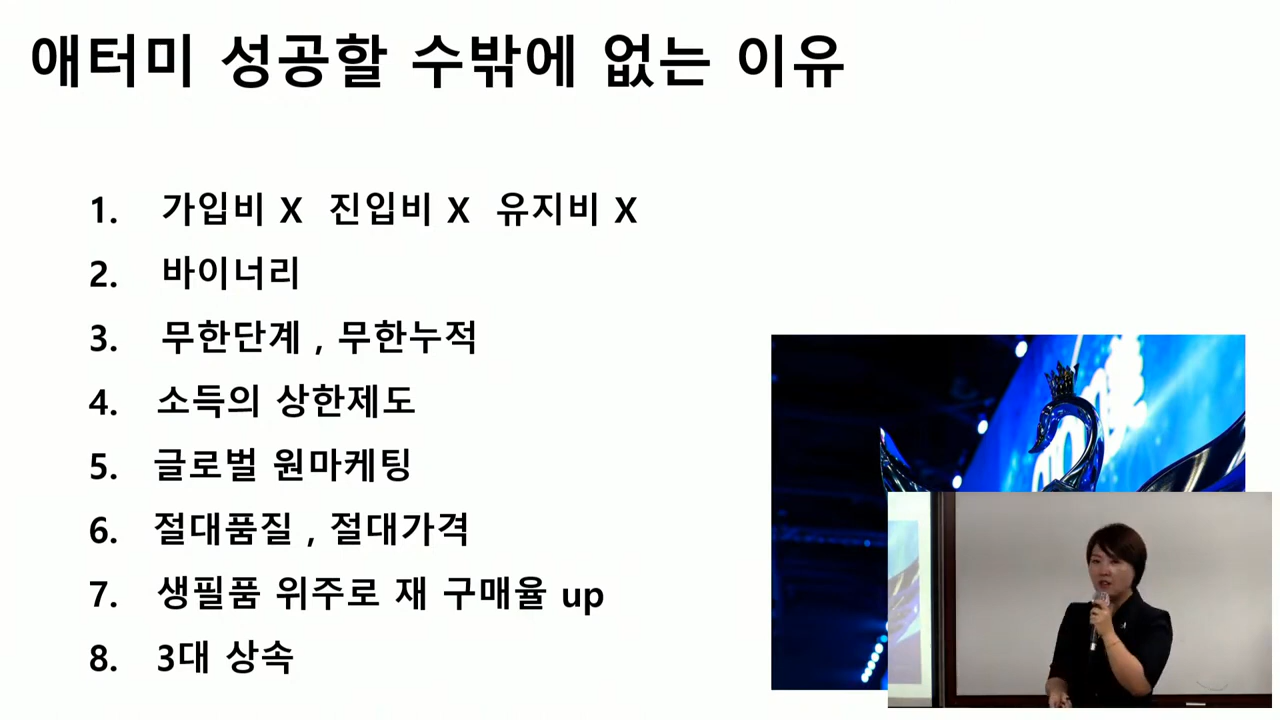 애터미 성공할 수밖에 없는 이유
1. 가입비 X 진입비 X 유지비 X
2. 바이너리
3. 무한단계 , 무한누적
4. 소득의 상한제도
5. 글로벌 원마케팅
6. 절대품질 , 절대가격
7. 생필품 위주로 재 구매율 up
8. 3대 상속